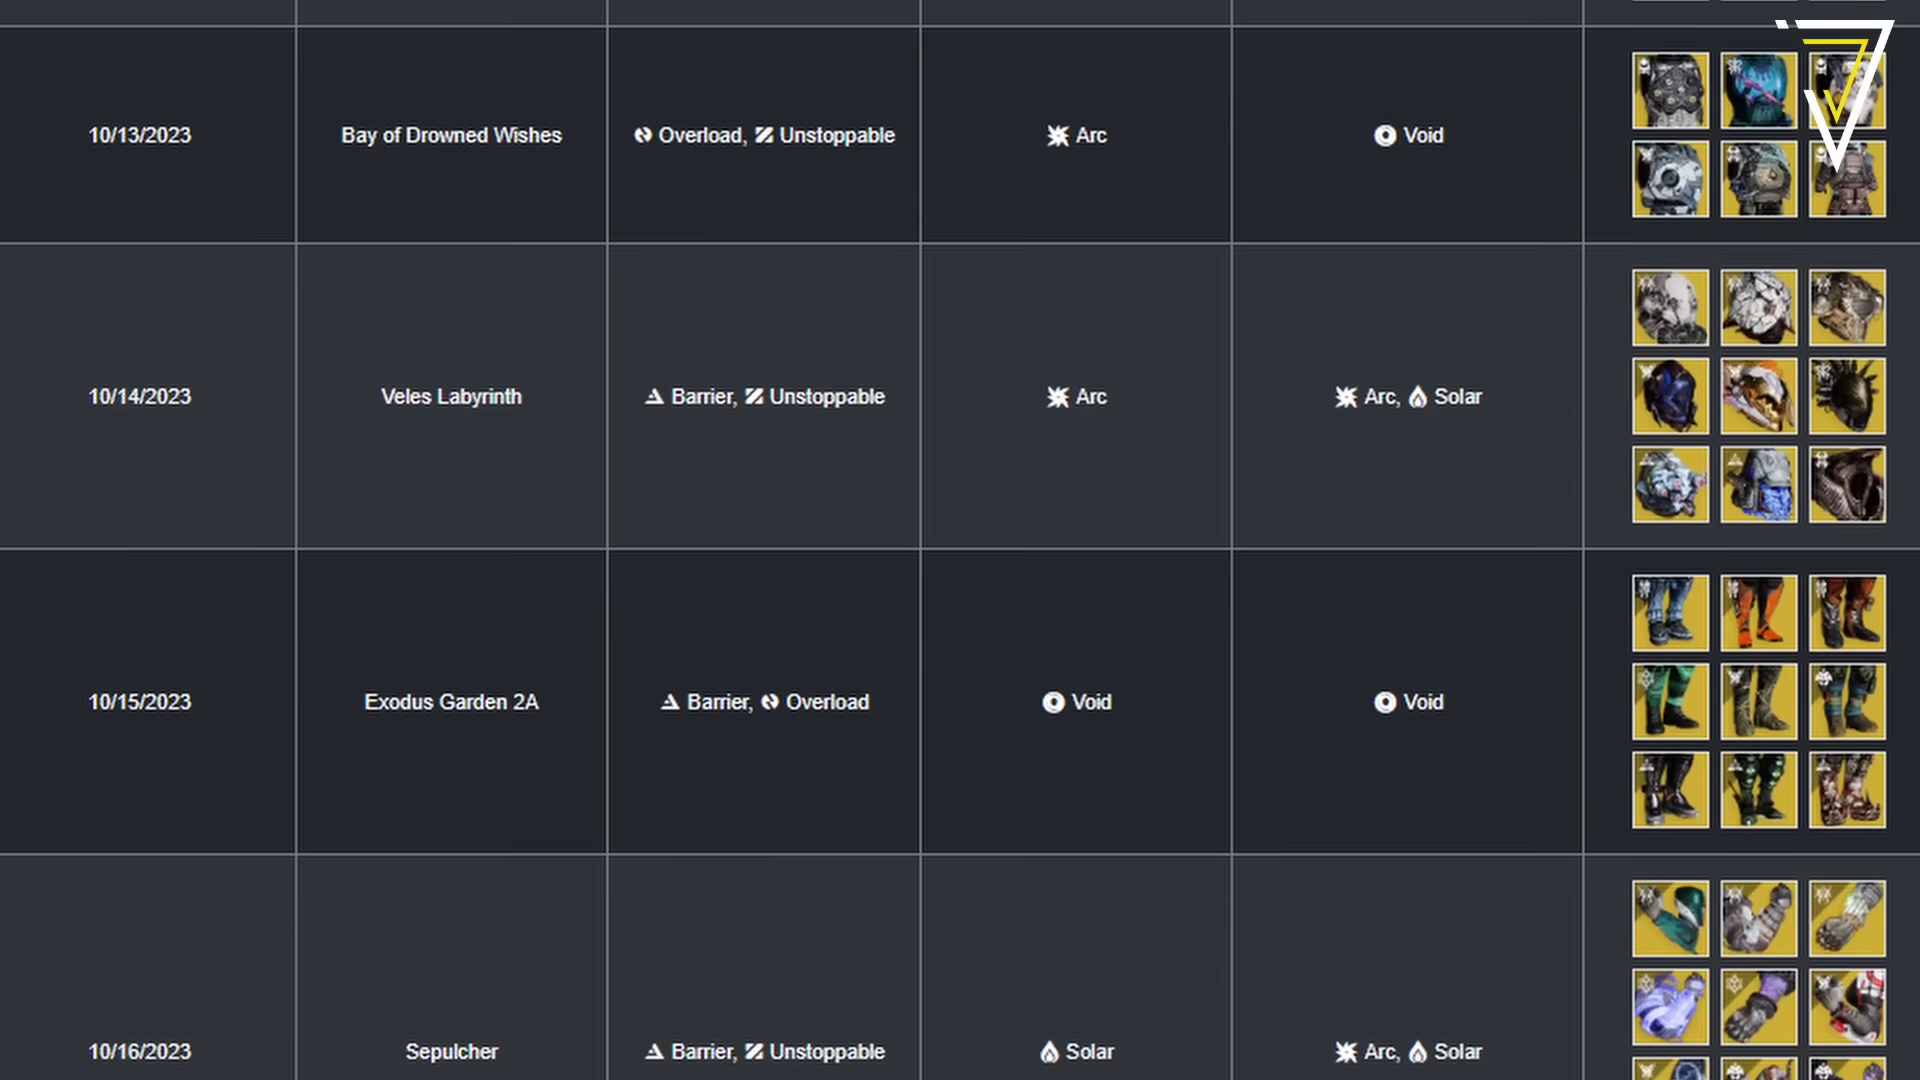 10/13/2023 Bay of Drowned Wishes Overload, Unstoppable Arc Void
10/14/2023 Veles Labyrinth Barrier, Unstoppable Arc Arc, Solar
10/15/2023 Exodus Garden 2A Barrier, Overload Void Void
10/16/2023 Sepulcher Barrier, Unstoppable Solar Arc, Solar